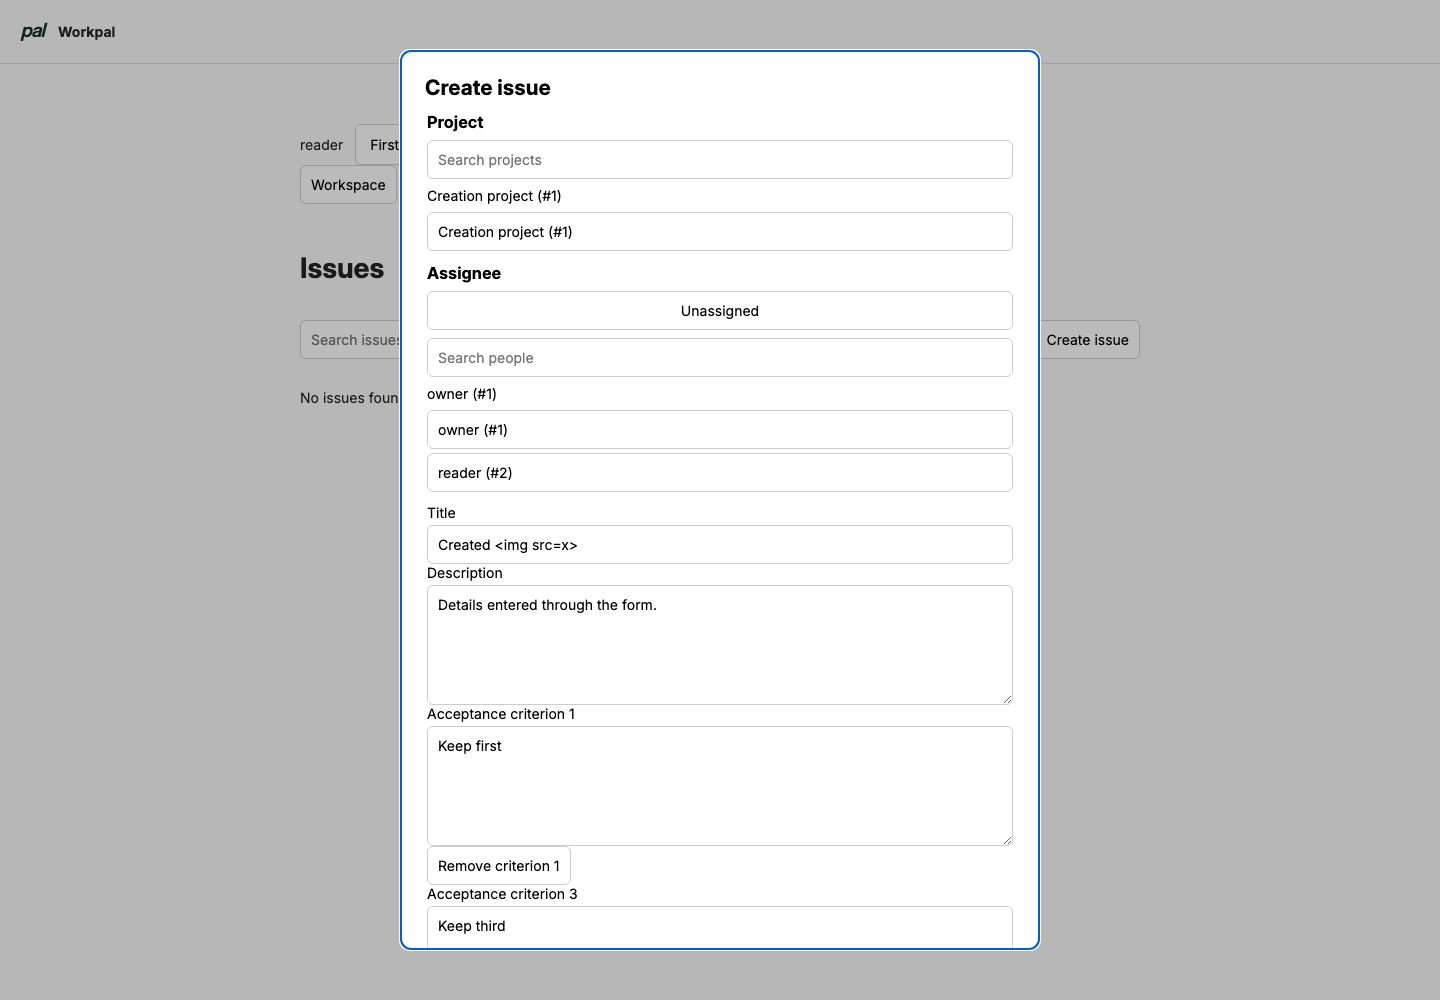 pal Workpal
Create issue
Project
Search projects
Creation project (#1)
Creation project (#1)
Assignee
Unassigned
Search people
owner (#1)
owner (#1)
reader (#2)
Title
Created <img src=x>
Description
Details entered through the form.
Acceptance criterion 1
Keep first
Remove criterion 1
Acceptance criterion 3
Keep third
reader First
Workspace
Issues
Search issues
Create issue
No issues foun